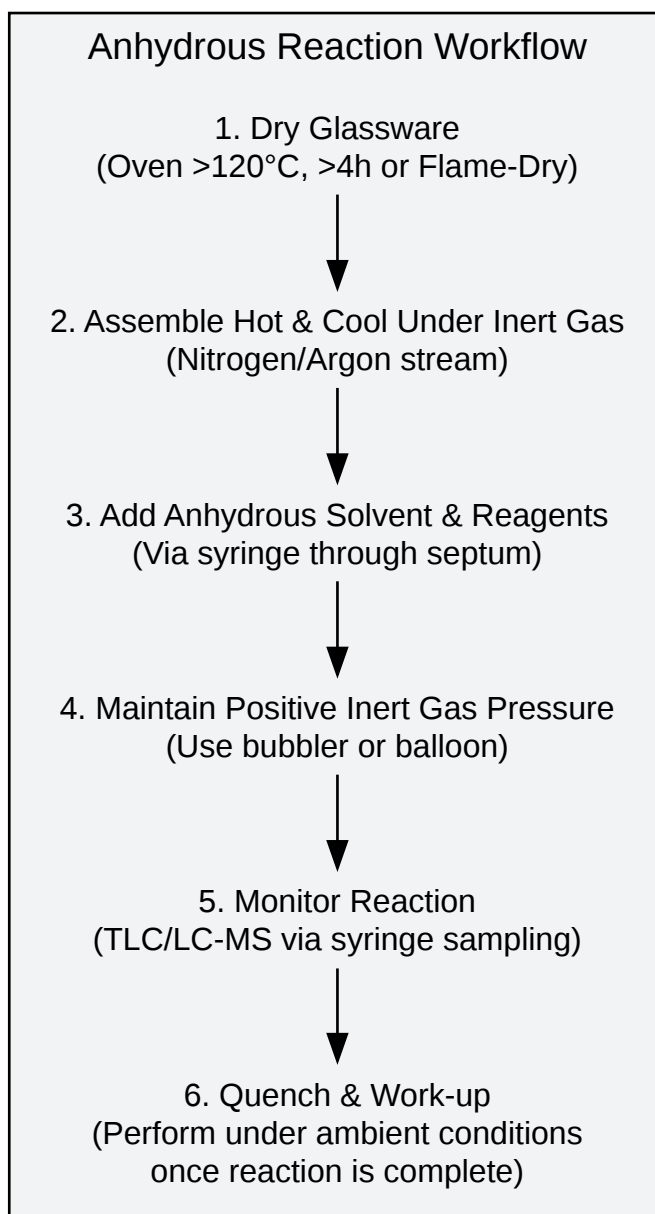 Anhydrous Reaction Workflow
1. Dry Glassware
(Oven >120°C, >4h or Flame-Dry)
2. Assemble Hot & Cool Under Inert Gas
(Nitrogen/Argon stream)
3. Add Anhydrous Solvent & Reagents
(Via syringe through septum)
4. Maintain Positive Inert Gas Pressure
(Use bubbler or balloon)
5. Monitor Reaction
(TLC/LC-MS via syringe sampling)
6. Quench & Work-up
(Perform under ambient conditions
once reaction is complete)